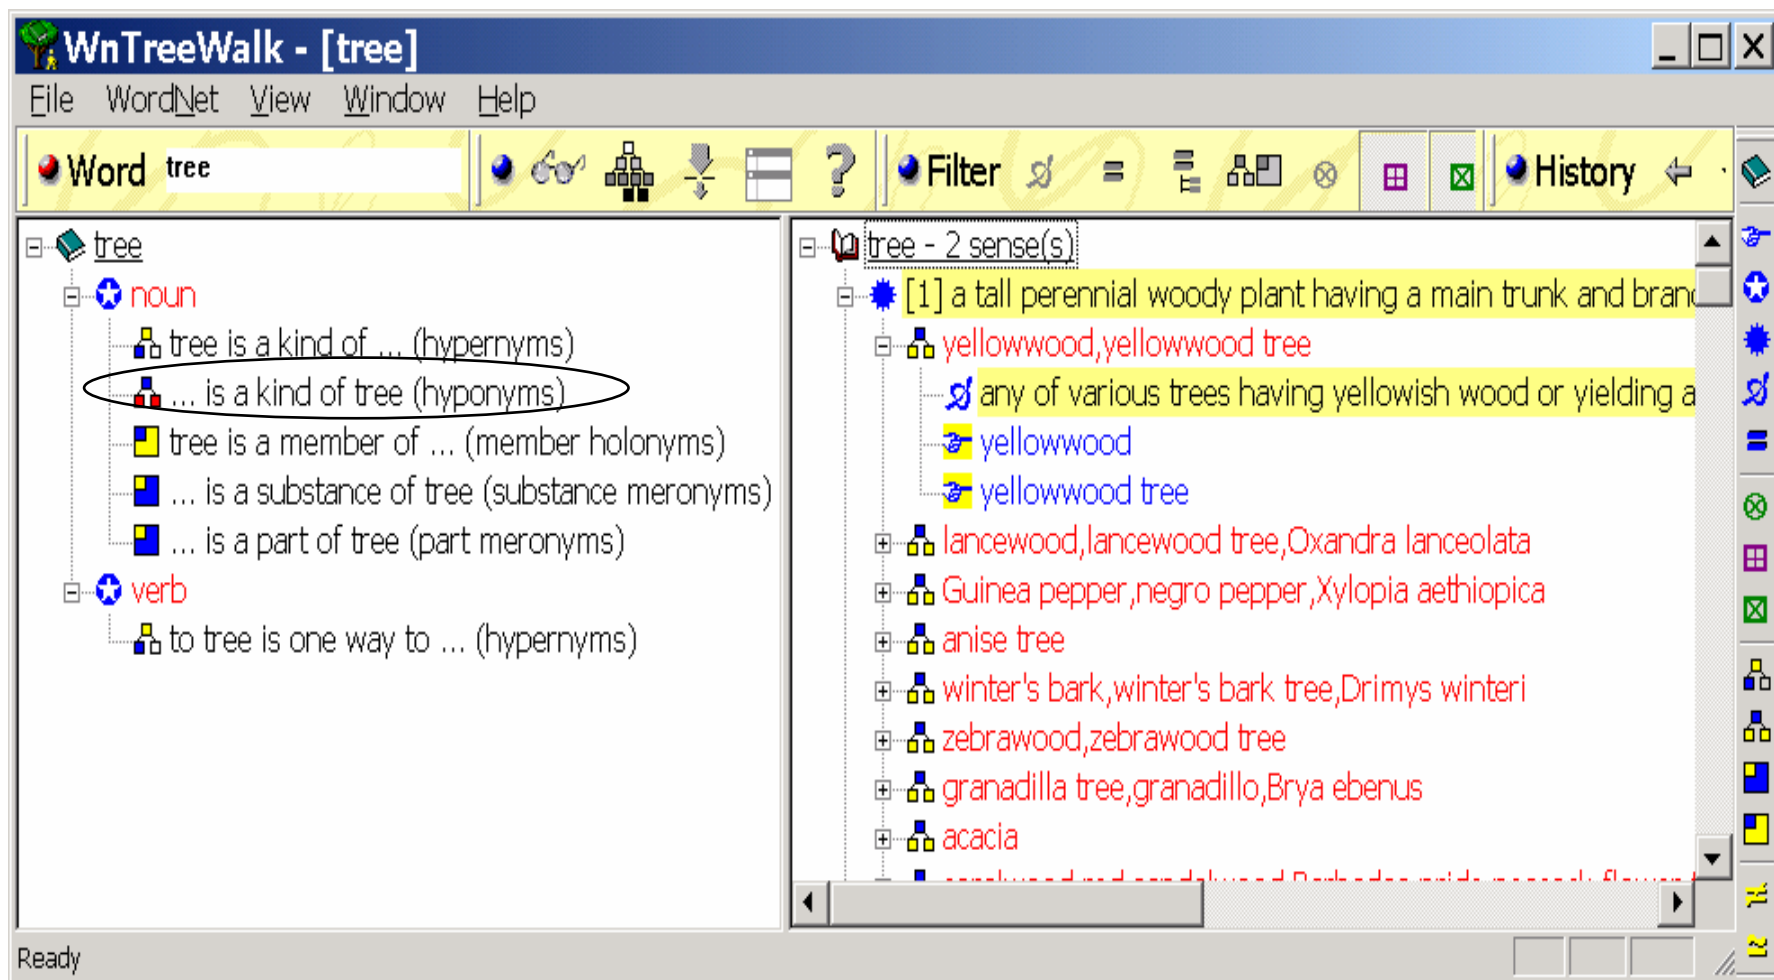 WnTreeWalk - [tree]
File WordNet View Window Help
Word tree Filter History
tree
noun
tree is a kind of ... (hypernyms)
... is a kind of tree (hyponyms)
tree is a member of ... (member holonyms)
... is a substance of tree (substance meronyms)
... is a part of tree (part meronyms)
verb
to tree is one way to ... (hypernyms)
tree - 2 sense(s)
[1] a tall perennial woody plant having a main trunk and branc
yellowwood,yellowwood tree
any of various trees having yellowish wood or yielding a
yellowwood
yellowwood tree
lancewood,lancewood tree,Oxandra lanceolata
Guinea pepper,negro pepper,Xylopia aethiopica
anise tree
winter's bark,winter's bark tree,Drimys winteri
zebrawood,zebrawood tree
granadilla tree,granadillo,Brya ebenus
acacia
Ready